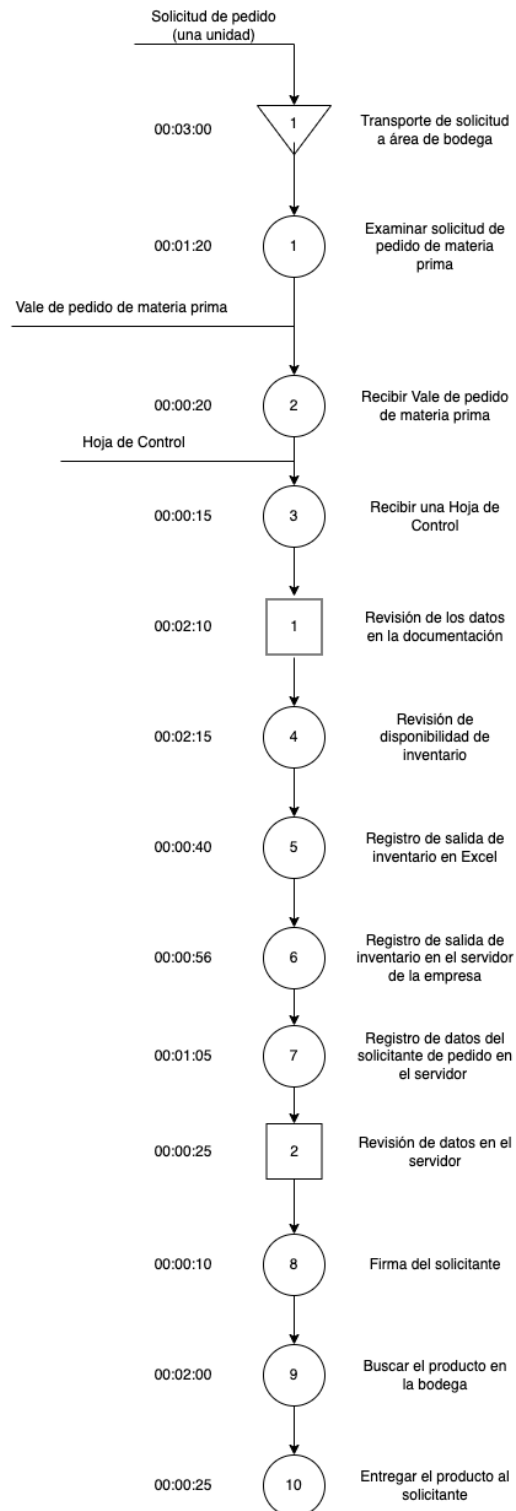 Solicitud de pedido
(una unidad)
00:03:00
1
Transporte de solicitud
a área de bodega
00:01:20
1
Examinar solicitud de
pedido de materia
prima
Vale de pedido de materia prima
00:00:20
2
Recibir Vale de pedido
de materia prima
Hoja de Control
00:00:15
3
Recibir una Hoja de
Control
00:02:10
1
Revisión de los datos
en la documentación
00:02:15
4
Revisión de
disponibilidad de
inventario
00:00:40
5
Registro de salida de
inventario en Excel
00:00:56
6
Registro de salida de
inventario en el servidor
de la empresa
00:01:05
7
Registro de datos del
solicitante de pedido en
el servidor
00:00:25
2
Revisión de datos en el
servidor
00:00:10
8
Firma del solicitante
00:02:00
9
Buscar el producto en
la bodega
00:00:25
10
Entregar el producto al
solicitante